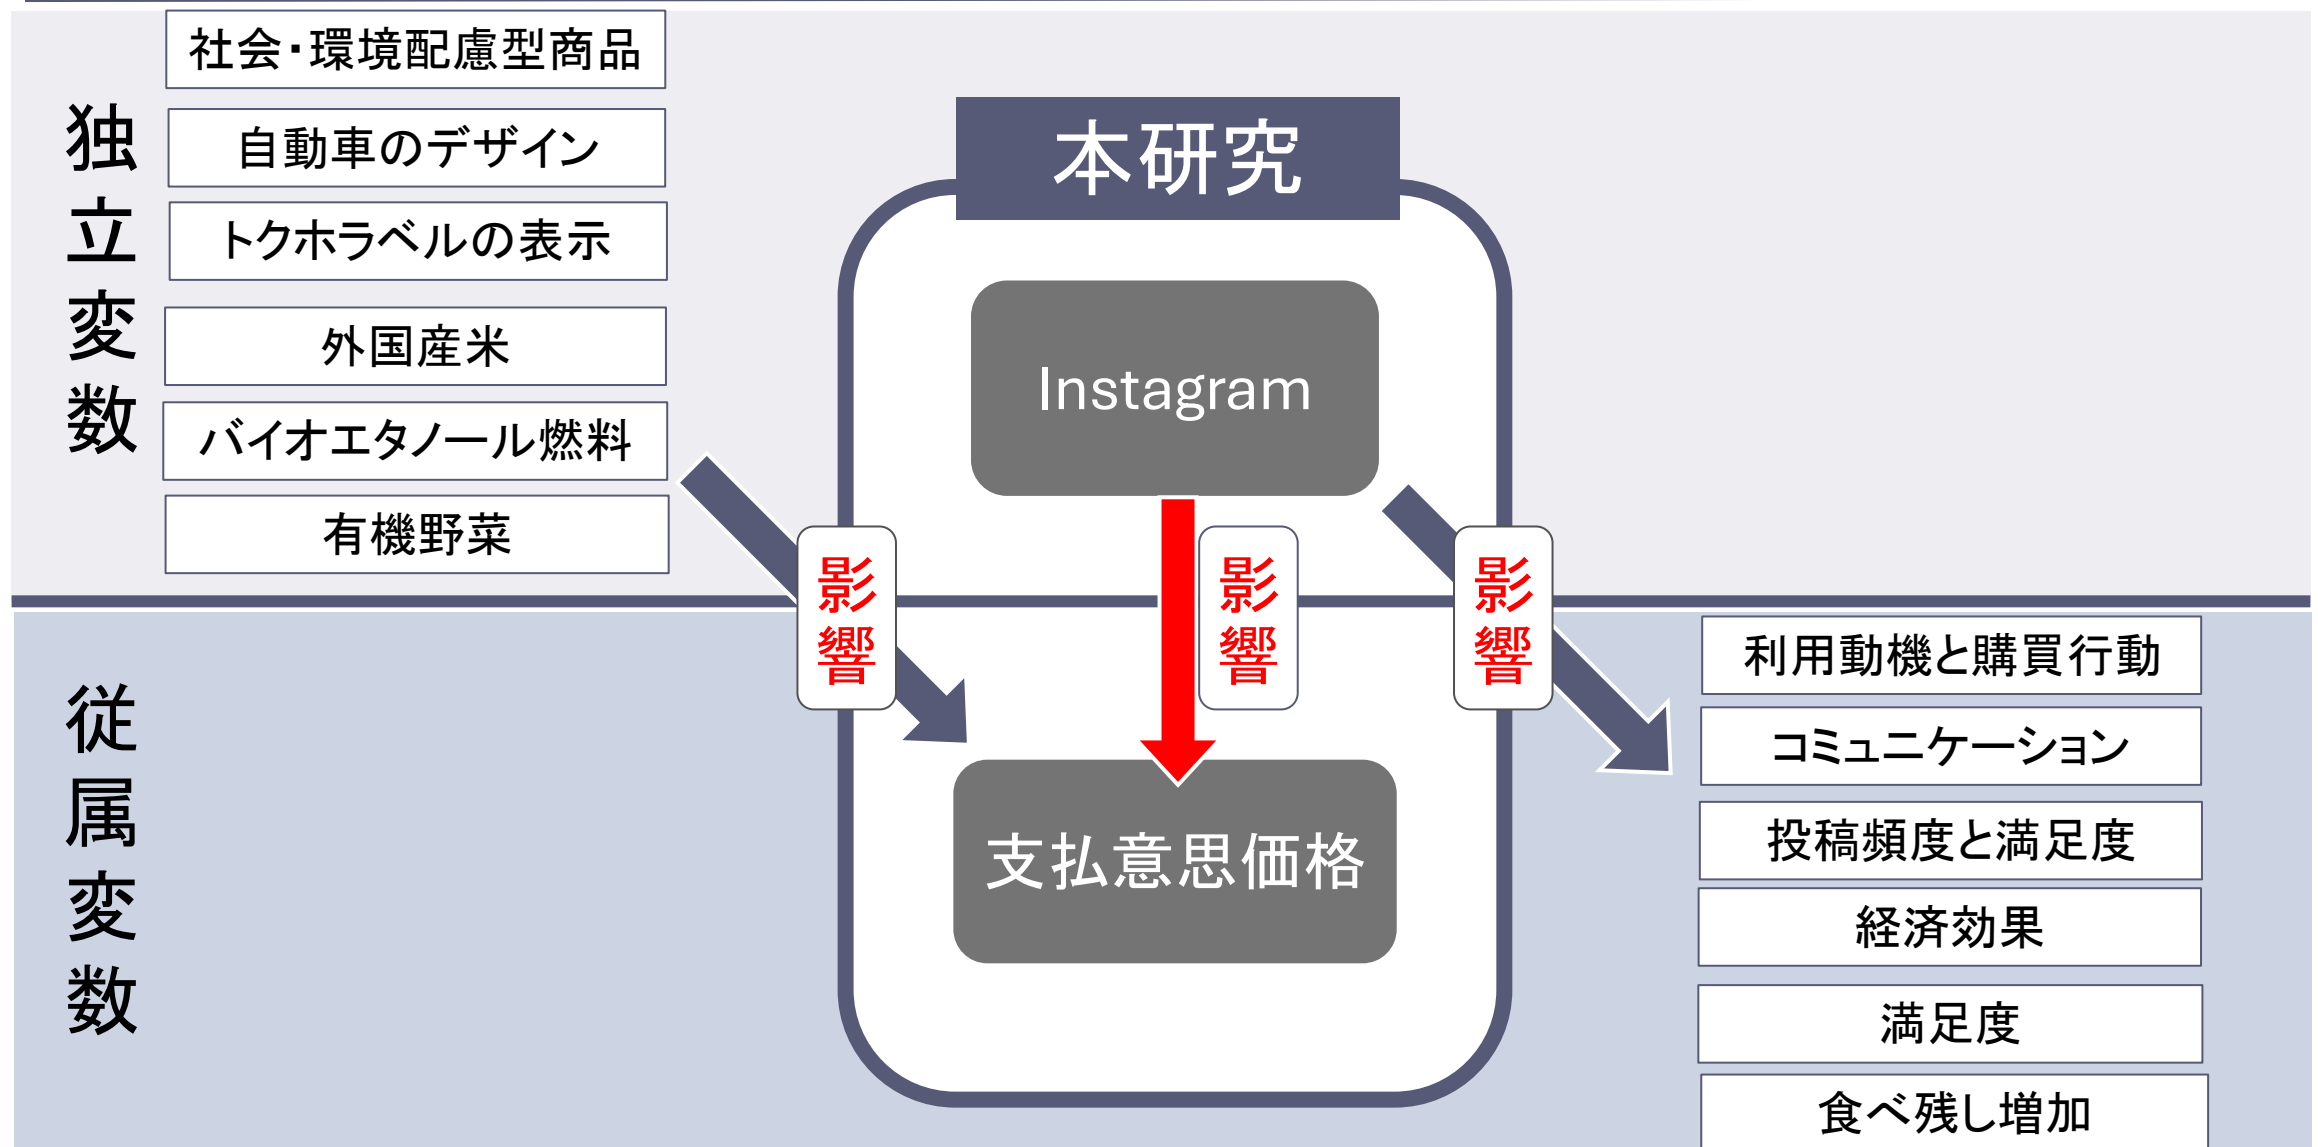 独立変数
社会・環境配慮型商品
自動車のデザイン
トクホラベルの表示
外国産米
バイオエタノール燃料
有機野菜
本研究
Instagram
影響
影響
影響
従属変数
支払意思価格
利用動機と購買行動
コミュニケーション
投稿頻度と満足度
経済効果
満足度
食べ残し増加